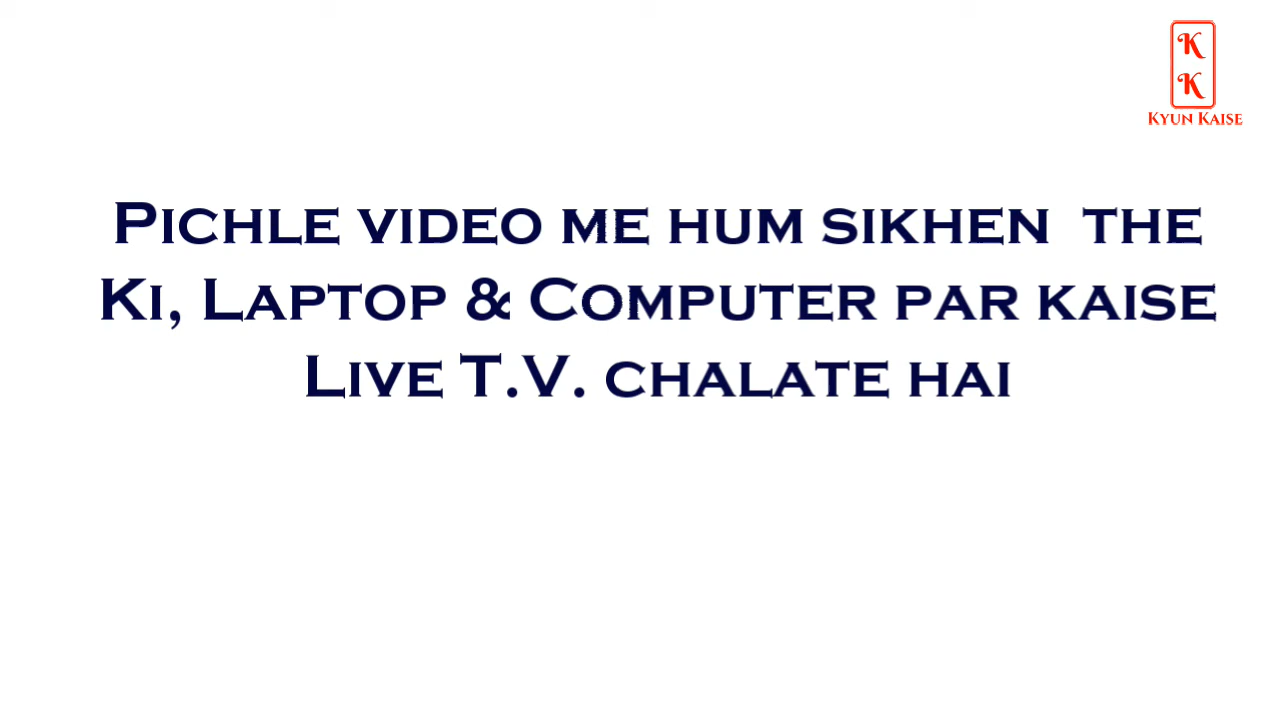 K
K
Kyun Kaise
Pichle video me hum sikhen the
Ki, Laptop & Computer par kaise
Live T.V. chalate hai